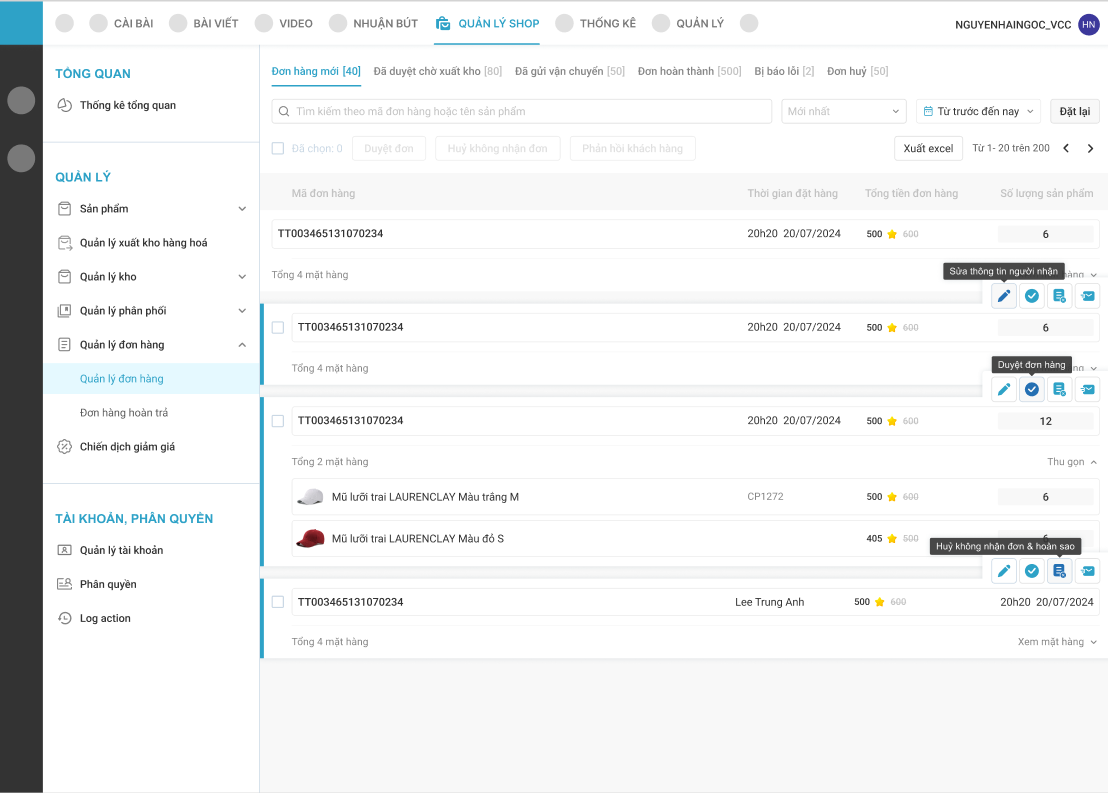 CÀI BÀI BÀI VIẾT VIDEO NHUẬN BÚT QUẢN LÝ SHOP THỐNG KÊ QUẢN LÝ NGUYENHAINGOC_VCC HN
TỔNG QUAN
Thống kê tổng quan
QUẢN LÝ
Sản phẩm
Quản lý xuất kho hàng hoá
Quản lý kho
Quản lý phân phối
Quản lý đơn hàng
Quản lý đơn hàng
Đơn hàng hoàn trả
Chiến dịch giảm giá
TÀI KHOẢN, PHÂN QUYỀN
Quản lý tài khoản
Phân quyền
Log action
Đơn hàng mới [40] Đã duyệt chờ xuất kho [80] Đã gửi vận chuyển [50] Đơn hoàn thành [500] Bị báo lỗi [2] Đơn huỷ [50]
Tìm kiếm theo mã đơn hàng hoặc tên sản phẩm Mới nhất Từ trước đến nay Đặt lại
Đã chọn: 0 Duyệt đơn Huỷ không nhận đơn Phản hồi khách hàng Xuất excel Từ 1- 20 trên 200
Mã đơn hàng Thời gian đặt hàng Tổng tiền đơn hàng Số lượng sản phẩm
TT003465131070234 20h20 20/07/2024 500 600 6
Tổng 4 mặt hàng
Sửa thông tin người nhận
TT003465131070234 20h20 20/07/2024 500 600 6
Tổng 4 mặt hàng
Duyệt đơn hàng
TT003465131070234 20h20 20/07/2024 500 600 12
Tổng 2 mặt hàng Thu gọn
Mũ lưỡi trai LAURENCLAY Màu trắng M CP1272 500 600 6
Mũ lưỡi trai LAURENCLAY Màu đỏ S 405 500
Huỷ không nhận đơn & hoàn sao
TT003465131070234 Lee Trung Anh 500 600 20h20 20/07/2024
Tổng 4 mặt hàng Xem mặt hàng